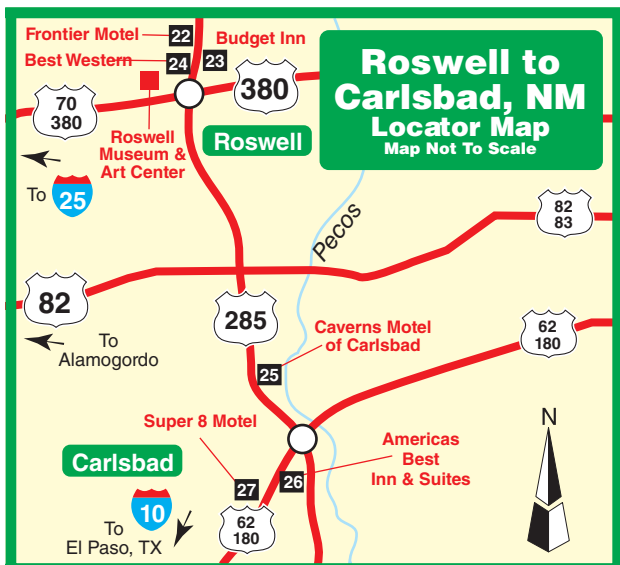 Frontier Motel
22
Budget Inn
Best Western
24
23
Roswell to
Carlsbad, NM
Locator Map
Map Not To Scale
70
380
380
Roswell
Museum &
Art Center
Roswell
To
25
Pecos
82
83
82
To
Alamogordo
285
62
180
Caverns Motel
of Carlsbad
25
Super 8 Motel
Americas
Best
Inn & Suites
N
Carlsbad
27
26
10
62
180
To
El Paso, TX